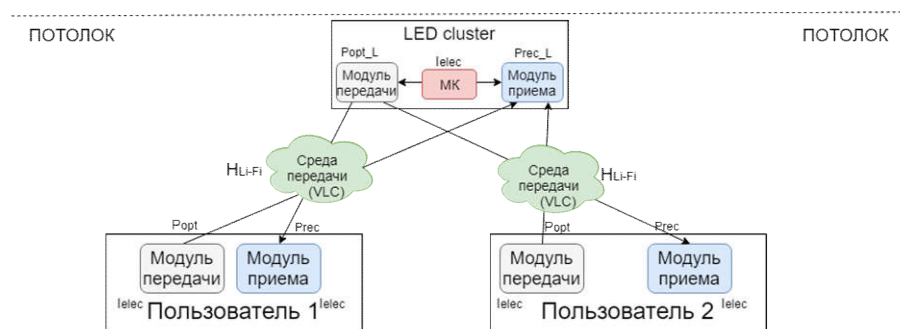 ПОТОЛОК
LED cluster
ПОТОЛОК
Popt_L
Ielec
Prec_L
Модуль
передачи
МК
Модуль
приема
HLi-Fi
Среда
передачи
(VLC)
Среда
передачи
(VLC)
HLi-Fi
Popt
Prec
Popt
Prec
Модуль
передачи
Модуль
приема
Модуль
передачи
Модуль
приема
Ielec Пользователь 1 Ielec
Ielec Пользователь 2 Ielec